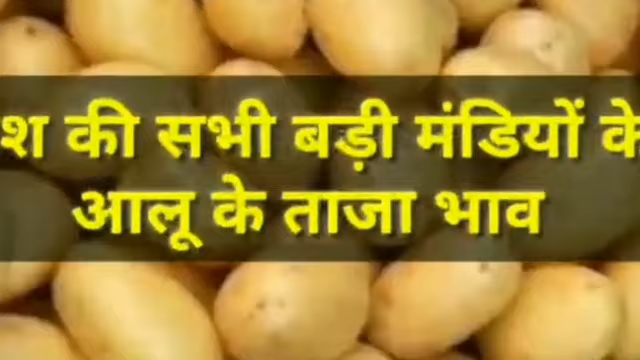 श की सभी बड़ी मंडियों के
आलू के ताजा भाव